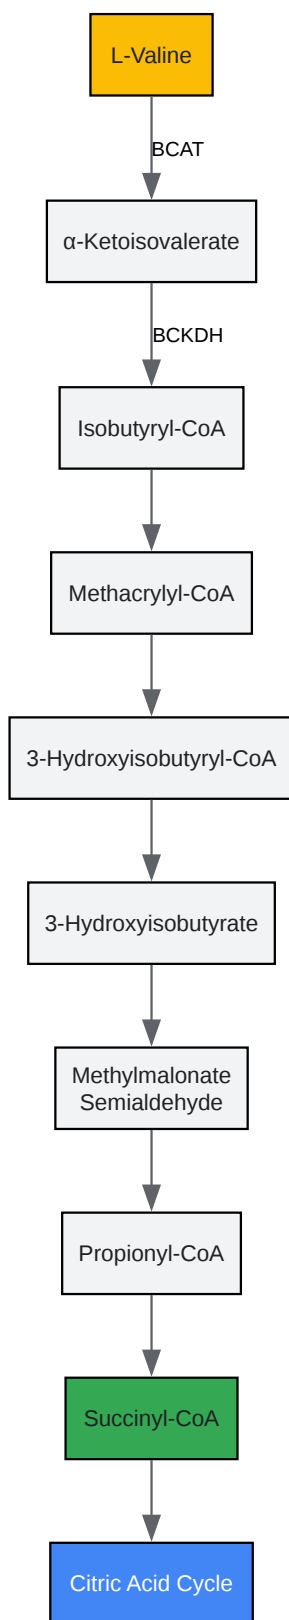 L-Valine
BCAT
α-Ketoisovalerate
BCKDH
Isobutyryl-CoA
Methacrylyl-CoA
3-Hydroxyisobutyryl-CoA
3-Hydroxyisobutyrate
Methylmalonate
Semialdehyde
Propionyl-CoA
Succinyl-CoA
Citric Acid Cycle